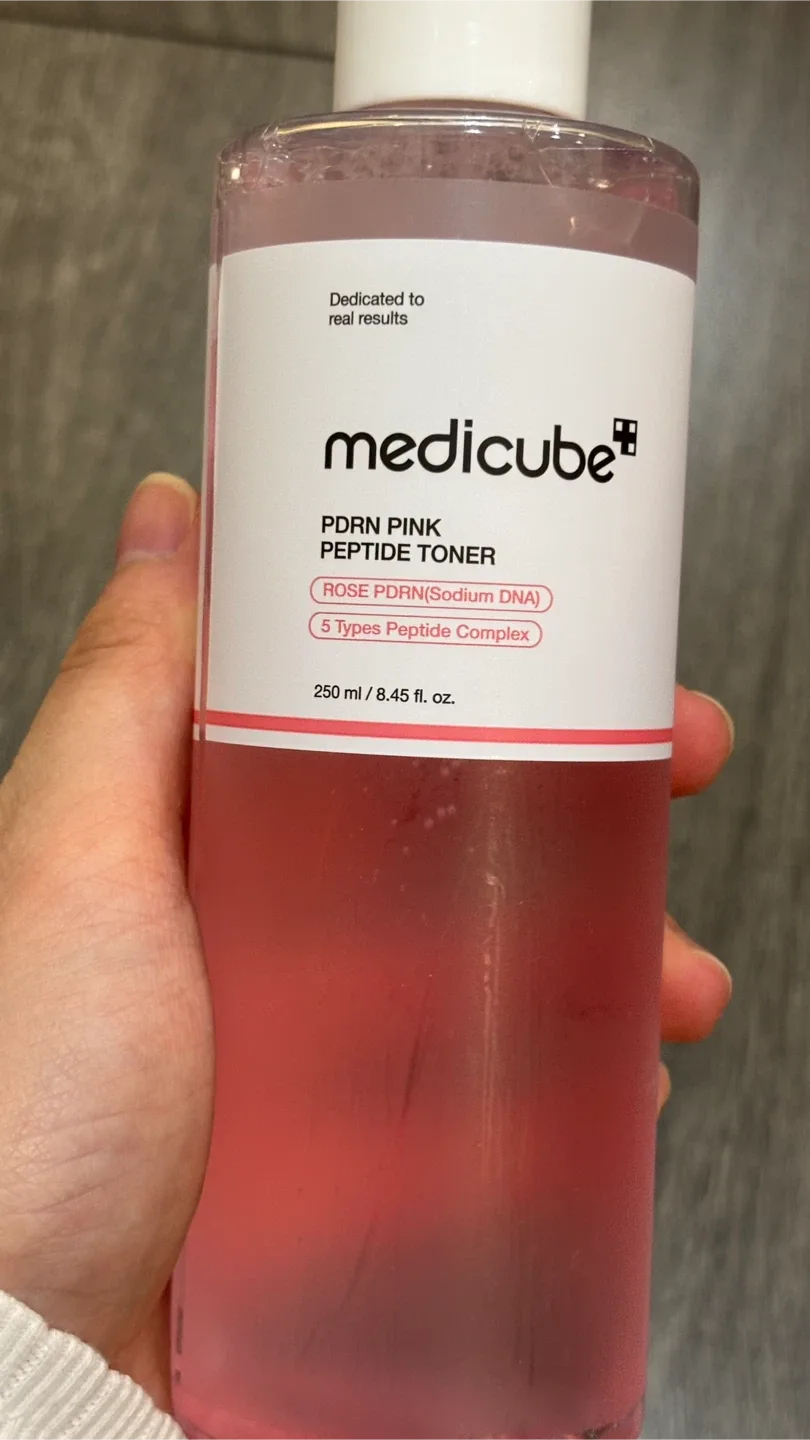 Dedicated to
real results
medicube
PDRN PINK
PEPTIDE TONER
ROSE PDRN(Sodium DNA)
5 Types Peptide Complex
250 ml / 8.45 fl. oz.